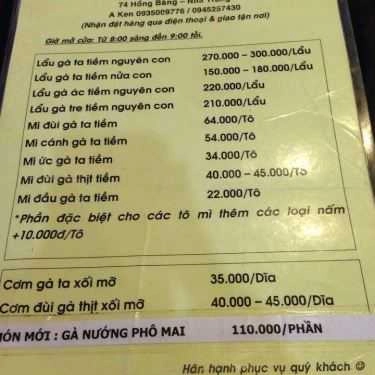 74 Hồng Bàng - Nha Trang
A Ken 0935009776 / 0945257430
(Nhận đặt hàng qua điện thoại & giao tận nơi)
Giờ mở cửa: Từ 8:00 sáng đến 9:00 tối.
Lẩu gà ta tiềm nguyên con 270.000 – 300.000/Lẩu
Lẩu gà ta tiềm nửa con 150.000 – 180.000/Lẩu
Lẩu gà ác tiềm nguyên con 220.000/Lẩu
Lẩu gà tre tiềm nguyên con 210.000/Lẩu
Mì đùi gà ta tiềm 64.000/Tô
Mì cánh gà ta tiềm 54.000/Tô
Mì ức gà ta tiềm 34.000/Tô
Mì đùi gà thịt tiềm 40.000 – 45.000/Tô
Mì đầu gà ta tiềm 22.000/Tô
*Phần đặc biệt cho các tô mì thêm các loại nấm
+10.000đ/Tô
Cơm gà ta xối mỡ 35.000/Dĩa
Cơm đùi gà thịt xối mỡ 40.000 – 45.000/Dĩa
MÓN MỚI : GÀ NƯỚNG PHÔ MAI 110.000/PHẦN
Hân hạnh phục vụ quý khách ☺